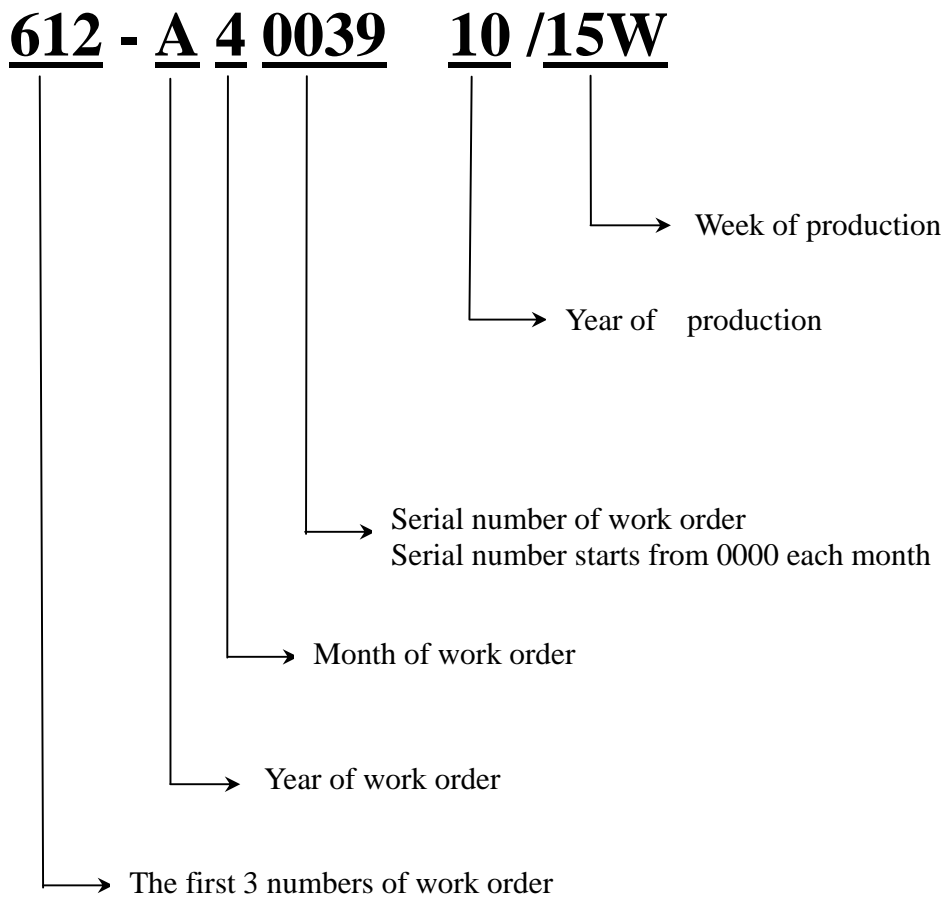 612 - A 4 0039 10 /15W
Week of production
Year of production
Serial number of work order
Serial number starts from 0000 each month
Month of work order
Year of work order
The first 3 numbers of work order